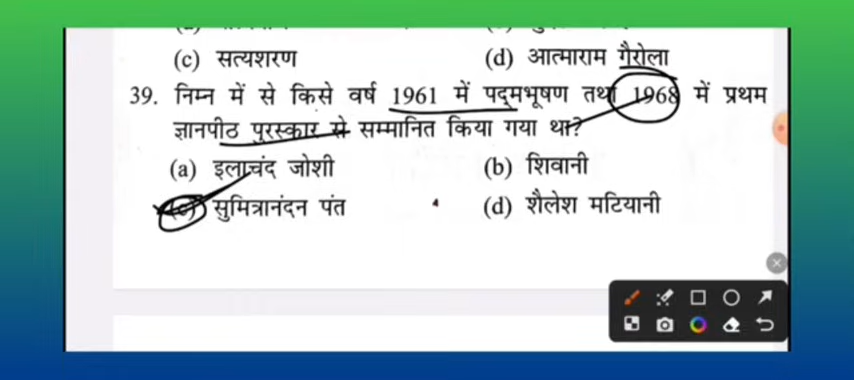 (c) सत्यशरण (d) आत्माराम गैरोला
39. निम्न में से किसे वर्ष 1961 में पद्मभूषण तथा 1968 में प्रथम
ज्ञानपीठ पुरस्कार से सम्मानित किया गया था?
(a) इलाचंद जोशी (b) शिवानी
(c) सुमित्रानंदन पंत (d) शैलेश मटियानी